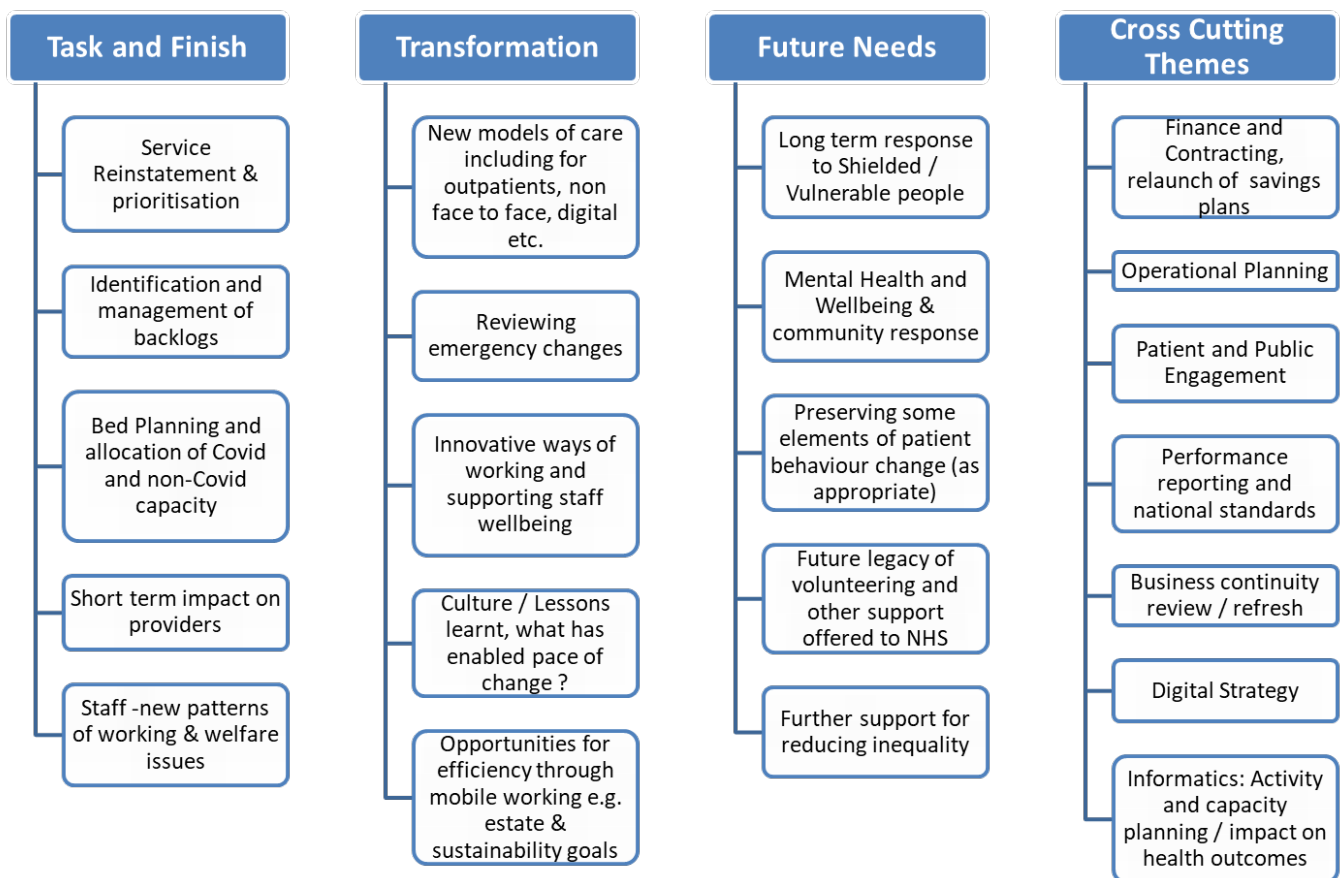 Task and Finish
Service
Reinstatement &
prioritisation
Identification and
management of
backlogs
Bed Planning and
allocation of Covid
and non-Covid
capacity
Short term impact on
providers
Staff -new patterns
of working & welfare
issues
Transformation
New models of care
including for
outpatients, non
face to face, digital
etc.
Reviewing
emergency changes
Innovative ways of
working and
supporting staff
wellbeing
Culture / Lessons
learnt, what has
enabled pace of
change ?
Opportunities for
efficiency through
mobile working e.g.
estate &
sustainability goals
Future Needs
Long term response
to Shielded /
Vulnerable people
Mental Health and
Wellbeing &
community response
Preserving some
elements of patient
behaviour change (as
appropriate)
Future legacy of
volunteering and
other support
offered to NHS
Further support for
reducing inequality
Cross Cutting
Themes
Finance and
Contracting,
relaunch of savings
plans
Operational Planning
Patient and Public
Engagement
Performance
reporting and
national standards
Business continuity
review / refresh
Digital Strategy
Informatics: Activity
and capacity
planning / impact on
health outcomes